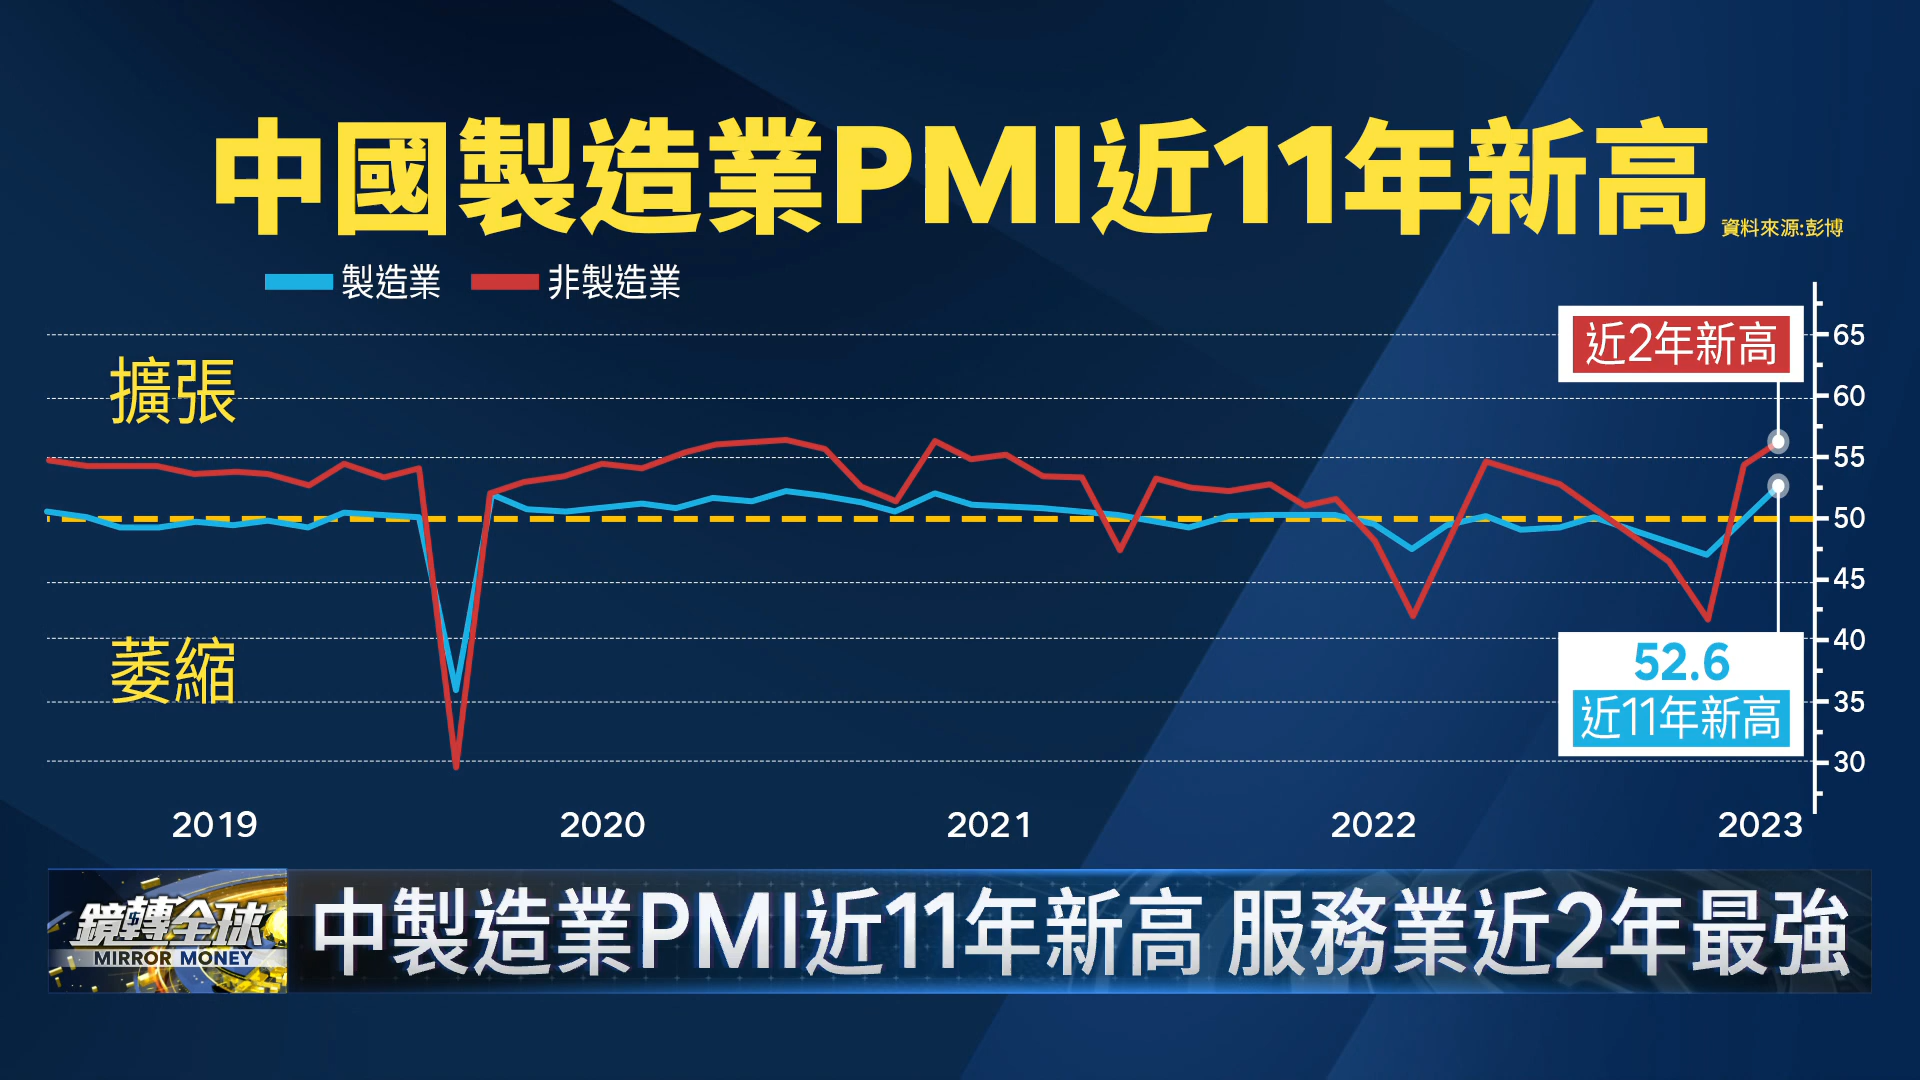 中國製造業PMI近11年新高
資料來源:彭博
製造業 非製造業
擴張
萎縮
近2年新高
65
60
55
50
45
40
35
30
52.6
近11年新高
2019 2020 2021 2022 2023
鏡轉全球
MIRROR MONEY
中製造業PMI近11年新高 服務業近2年最強